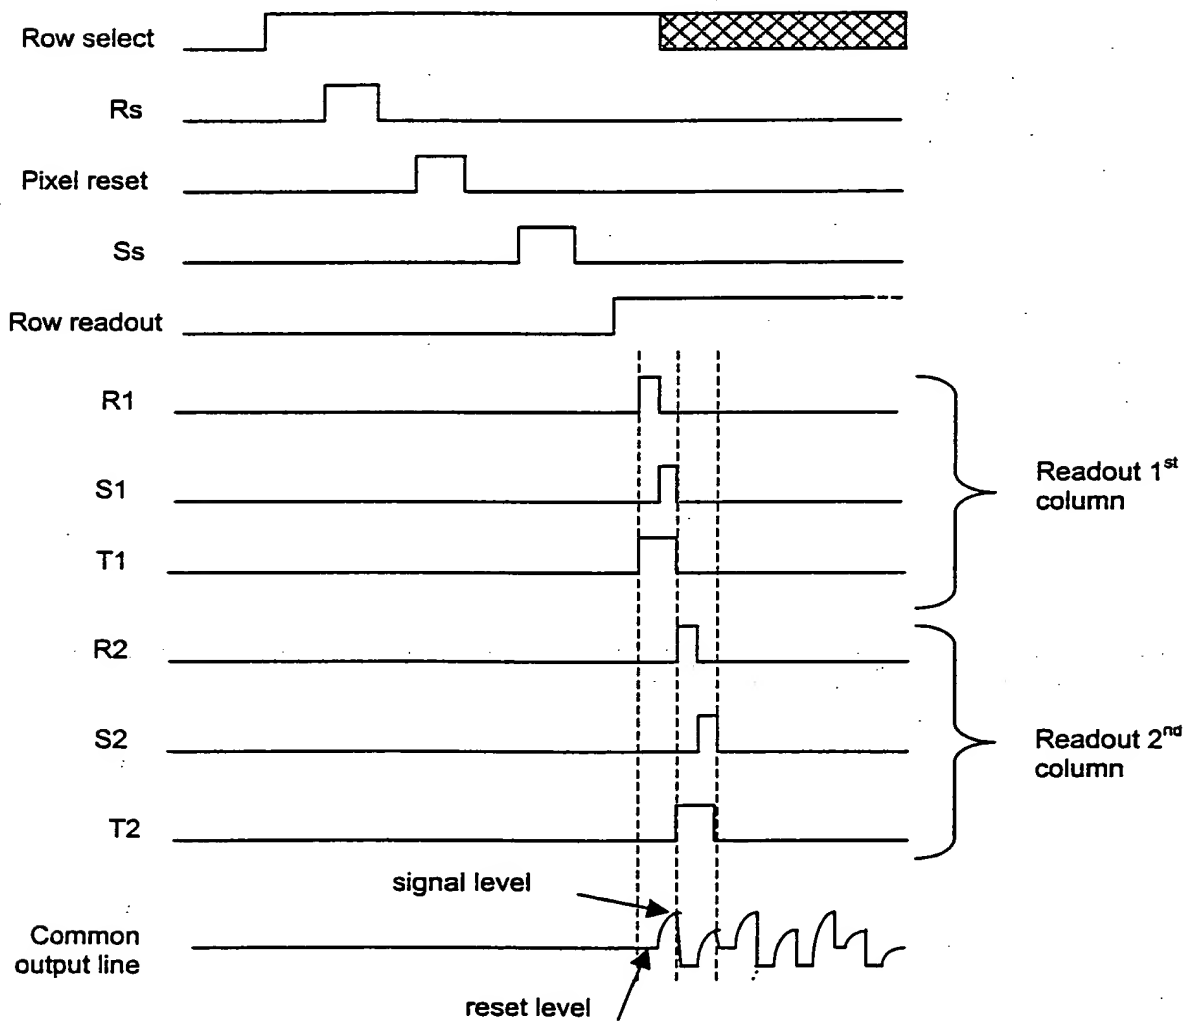 Row select
Rs
Pixel reset
Ss
Row readout
R1
S1
T1
Readout 1st
column
R2
S2
T2
Readout 2nd
column
signal level
Common
output line
reset level